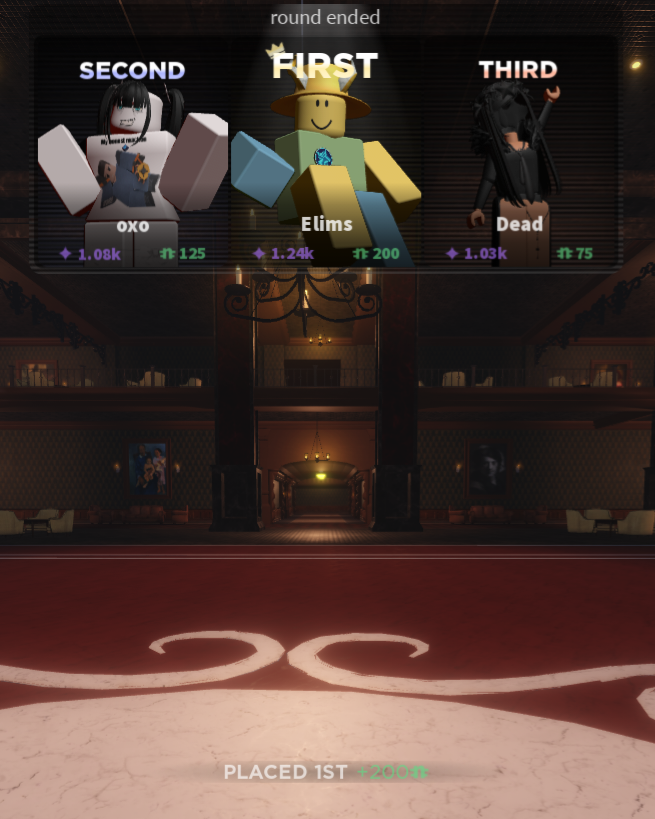 round ended
SECOND
FIRST
THIRD
oxo
Elims
Dead
1.08k 125
1.24k 200
1.03k 75
PLACED 1ST +200